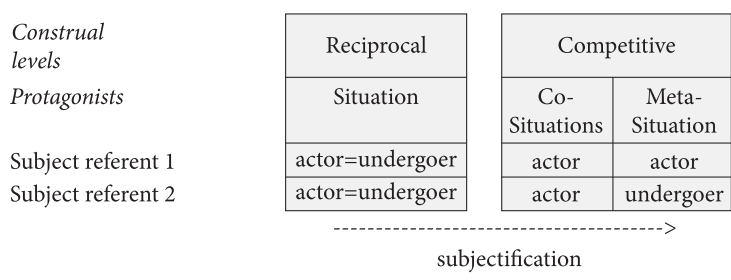 Construal levels
Reciprocal
Competitive
Protagonists
Situation
Co-Situations
Meta-Situation
Subject referent 1
actor=undergoer
actor
actor
Subject referent 2
actor=undergoer
actor
undergoer
subjectification